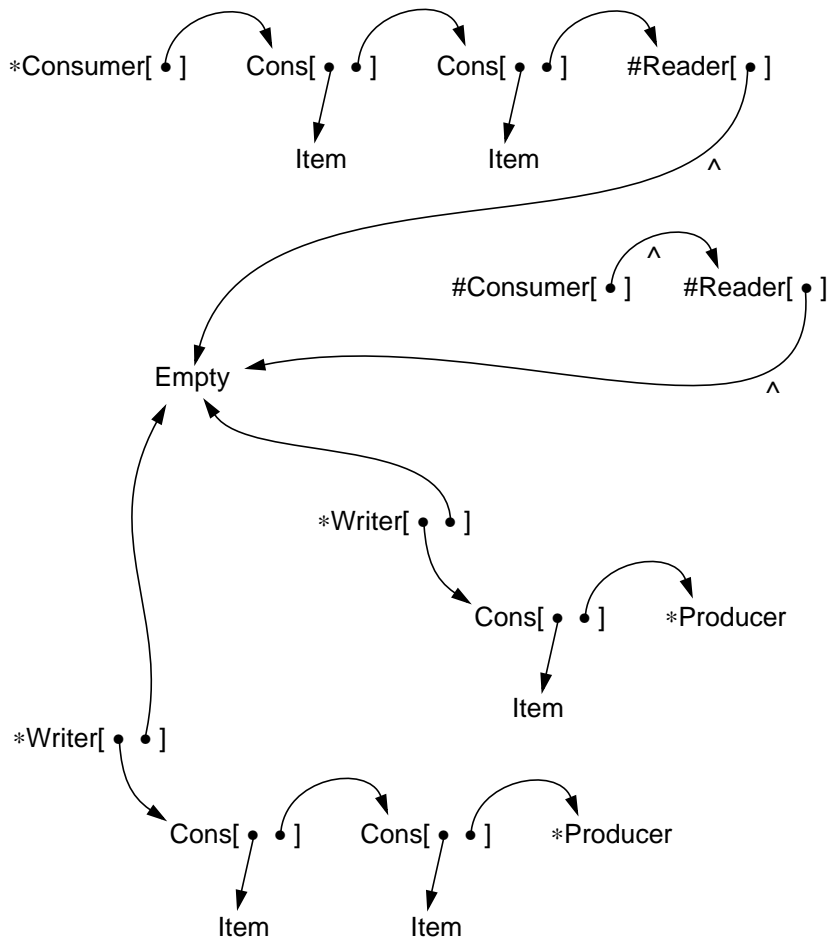 ∗Consumer[ • ] Cons[ • • ] Cons[ • • ] #Reader[ • ]
Item Item
^
^
#Consumer[ • ] #Reader[ • ]
Empty
^
∗Writer[ • • ]
Cons[ • • ] ∗Producer
Item
∗Writer[ • • ]
Cons[ • • ] Cons[ • • ] ∗Producer
Item Item